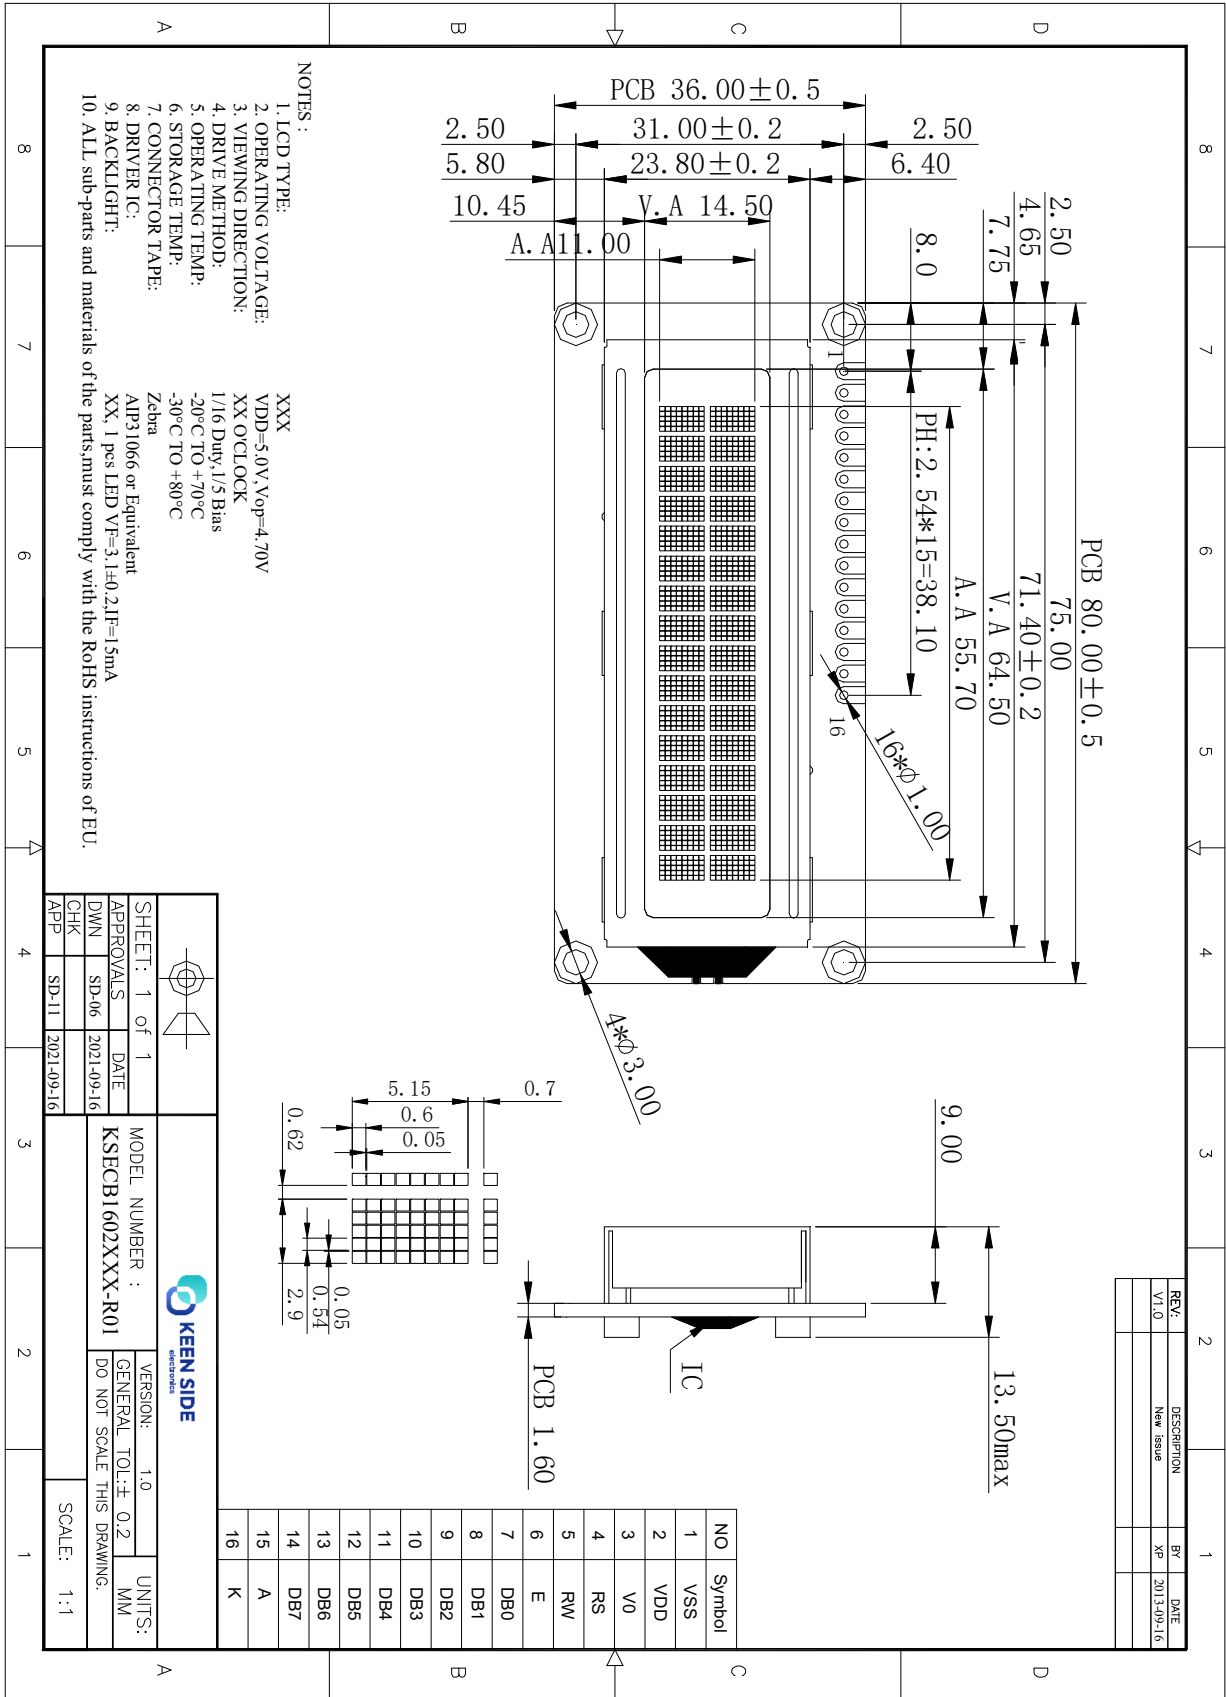 8
7
6
5
4
3
2
1
D
C
B
A
REV:
DESCRIPTION
BY
DATE
V1.0
New issue
XP
2013-09-16
PCB 80.00±0.5
75.00
71.40±0.2
V.A 64.50
A.A 55.70
2.50
4.65
7.75
8.0
PH:2.54*15=38.10
16*Ø1.00
1
16
PCB 36.00±0.5
2.50
31.00±0.2
2.50
5.80
23.80±0.2
6.40
10.45
V.A 14.50
A.A11.00
4*Ø3.00
13.50max
9.00
IC
PCB 1.60
0.7
5.15
0.6
0.05
0.62
0.05
0.54
2.9
NO Symbol
1 VSS
2 VDD
3 V0
4 RS
5 RW
6 E
7 DB0
8 DB1
9 DB2
10 DB3
11 DB4
12 DB5
13 DB6
14 DB7
15 A
16 K
NOTES :
1. LCD TYPE: XXX
2. OPERATING VOLTAGE: VDD=5.0V,Vop=4.70V
3. VIEWING DIRECTION: XX O'CLOCK
4. DRIVE METHOD: 1/16 Duty,1/5 Bias
5. OPERATING TEMP: -20°C TO +70°C
6. STORAGE TEMP: -30°C TO +80°C
7. CONNECTOR TAPE: Zebra
8. DRIVER IC: AIP31066 or Equivalent
9. BACKLIGHT: XX, 1 pcs LED VF=3.1±0.2,IF=15mA
10. ALL sub-parts and materials of the parts,must comply with the RoHS instructions of EU.
SHEET: 1 of 1
APPROVALS
DATE
DWN SD-06 2021-09-16
CHK
APP SD-11 2021-09-16
KEEN SIDE
electronics
MODEL NUMBER :
KSECB1602XXX-R01
VERSION: 1.0
GENERAL TOL:± 0.2
UNITS:
MM
DO NOT SCALE THIS DRAWING.
SCALE: 1:1
8
7
6
5
4
3
2
1
D
C
B
A